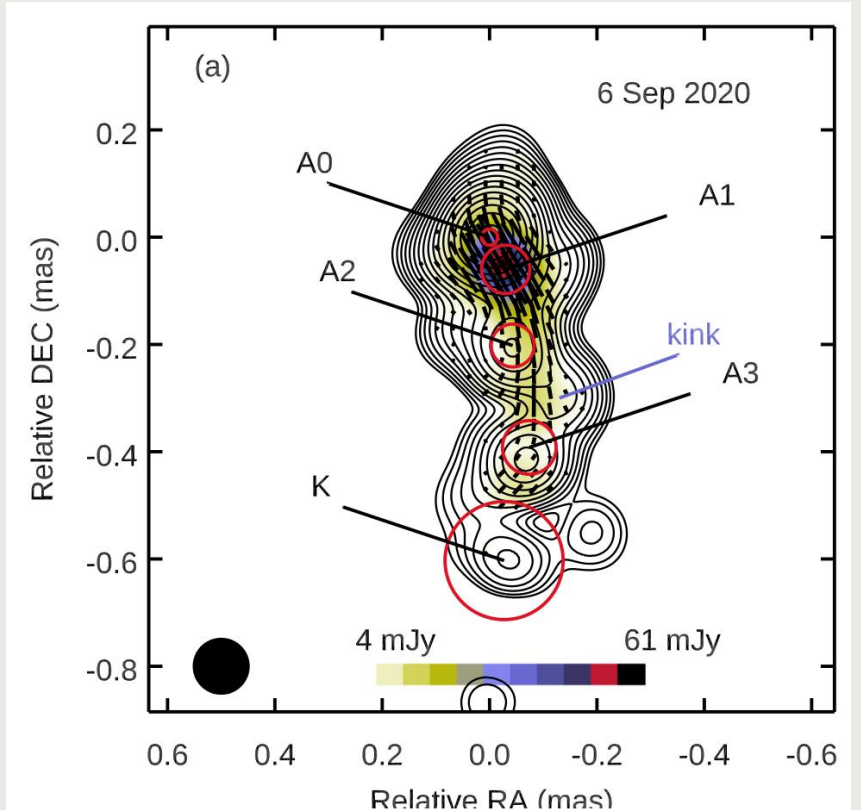 (a)
6 Sep 2020
A0
A1
A2
kink
A3
K
4 mJy 61 mJy
0.2
0.0
-0.2
-0.4
-0.6
-0.8
Relative DEC (mas)
0.6 0.4 0.2 0.0 -0.2 -0.4 -0.6
Relative RA (mas)